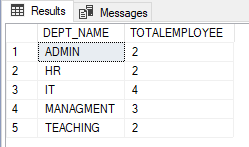 Results Messages
DEPT_NAME TOTALEMPLOYEE
1 ADMIN 2
2 HR 2
3 IT 4
4 MANAGMENT 3
5 TEACHING 2